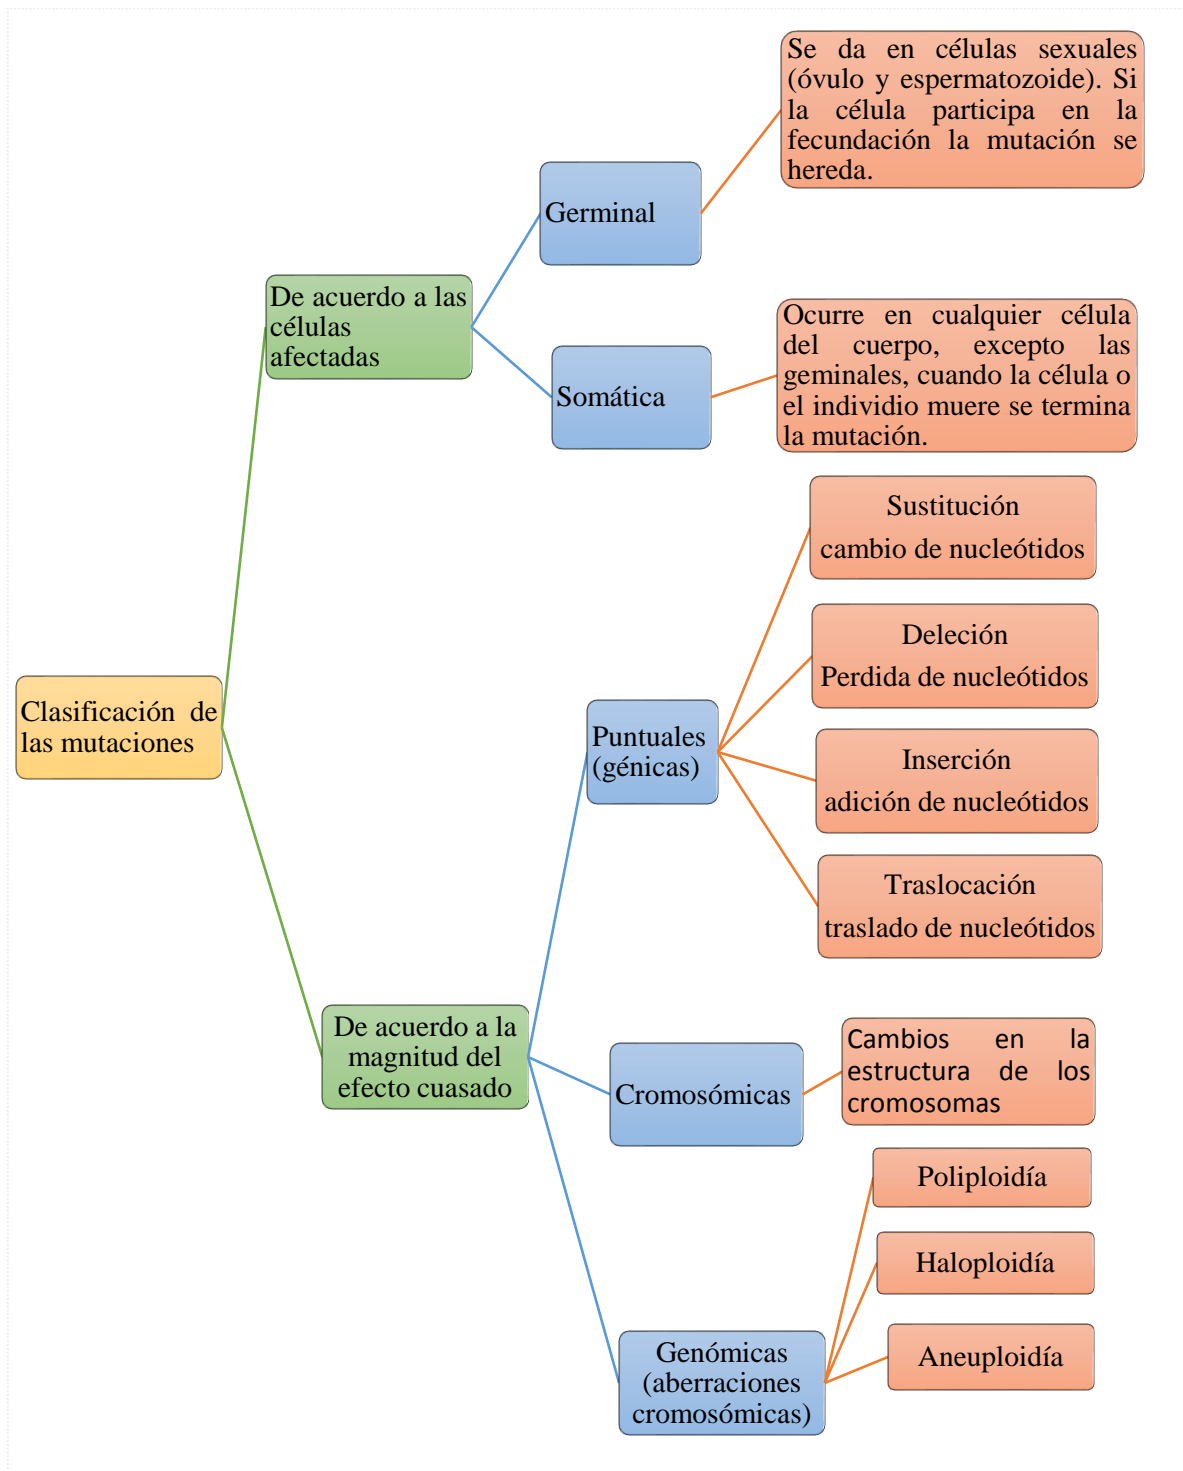 Se da en células sexuales
(óvulo y espermatozoide). Si
la célula participa en la
fecundación la mutación se
hereda.
Germinal
De acuerdo a las
células
afectadas
Ocurre en cualquier célula
del cuerpo, excepto las
geminales, cuando la célula o
el individio muere se termina
la mutación.
Somática
Sustitución
cambio de nucleótidos
Deleción
Perdida de nucleótidos
Clasificación de
las mutaciones
Puntuales
(génicas)
Inserción
adición de nucleótidos
Traslocación
traslado de nucleótidos
De acuerdo a la
magnitud del
efecto cuasado
Cromosómicas
Cambios en la
estructura de los
cromosomas
Poliploidía
Haloploidía
Genómicas
(aberraciones
cromosómicas)
Aneuploidía